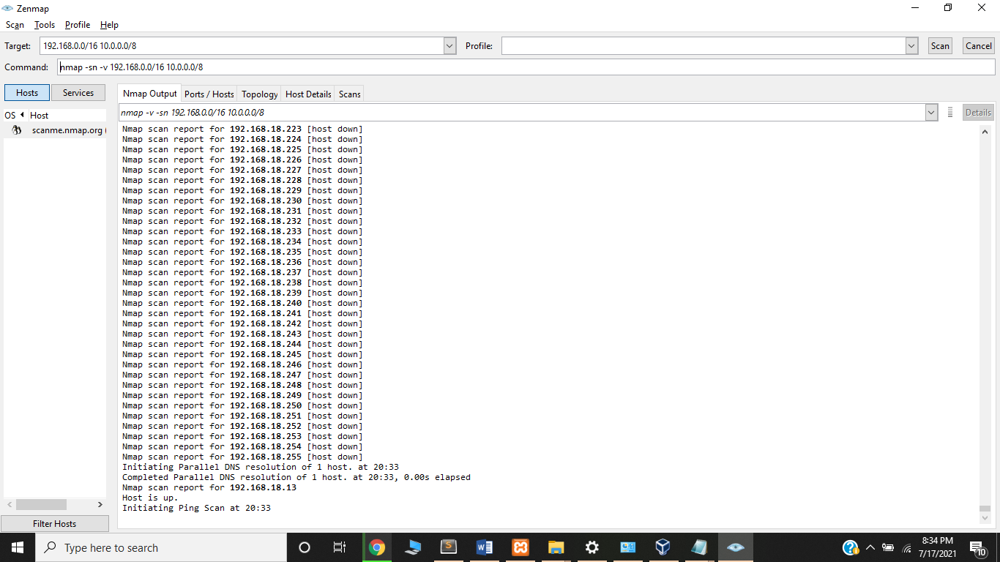 Zenmap
Scan Tools Profile Help
Target: 192.168.0.0/16 10.0.0.0/8 Profile: Scan Cancel
Command: nmap -sn -v 192.168.0.0/16 10.0.0.0/8
Hosts Services Nmap Output Ports / Hosts Topology Host Details Scans
nmap -v -sn 192.168.0.0/16 10.0.0.0/8 Details
OS Host
scanme.nmap.org (
Nmap scan report for 192.168.18.223 [host down]
Nmap scan report for 192.168.18.224 [host down]
Nmap scan report for 192.168.18.225 [host down]
Nmap scan report for 192.168.18.226 [host down]
Nmap scan report for 192.168.18.227 [host down]
Nmap scan report for 192.168.18.228 [host down]
Nmap scan report for 192.168.18.229 [host down]
Nmap scan report for 192.168.18.230 [host down]
Nmap scan report for 192.168.18.231 [host down]
Nmap scan report for 192.168.18.232 [host down]
Nmap scan report for 192.168.18.233 [host down]
Nmap scan report for 192.168.18.234 [host down]
Nmap scan report for 192.168.18.235 [host down]
Nmap scan report for 192.168.18.236 [host down]
Nmap scan report for 192.168.18.237 [host down]
Nmap scan report for 192.168.18.238 [host down]
Nmap scan report for 192.168.18.239 [host down]
Nmap scan report for 192.168.18.240 [host down]
Nmap scan report for 192.168.18.241 [host down]
Nmap scan report for 192.168.18.242 [host down]
Nmap scan report for 192.168.18.243 [host down]
Nmap scan report for 192.168.18.244 [host down]
Nmap scan report for 192.168.18.245 [host down]
Nmap scan report for 192.168.18.246 [host down]
Nmap scan report for 192.168.18.247 [host down]
Nmap scan report for 192.168.18.248 [host down]
Nmap scan report for 192.168.18.249 [host down]
Nmap scan report for 192.168.18.250 [host down]
Nmap scan report for 192.168.18.251 [host down]
Nmap scan report for 192.168.18.252 [host down]
Nmap scan report for 192.168.18.253 [host down]
Nmap scan report for 192.168.18.254 [host down]
Nmap scan report for 192.168.18.255 [host down]
Initiating Parallel DNS resolution of 1 host. at 20:33
Completed Parallel DNS resolution of 1 host. at 20:33, 0.00s elapsed
Nmap scan report for 192.168.18.13
Host is up.
Initiating Ping Scan at 20:33
Filter Hosts
Type here to search
8:34 PM
7/17/2021
10